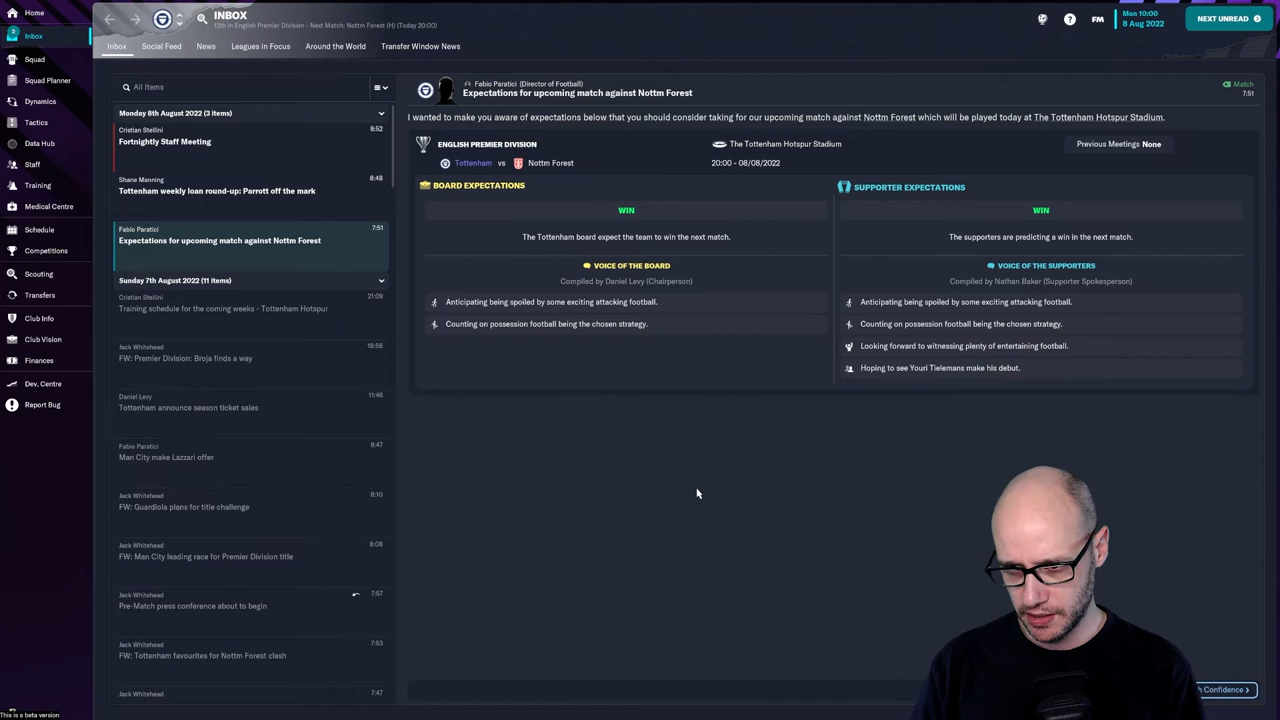 Home
Inbox
Squad
Squad Planner
Dynamics
Tactics
Data Hub
Staff
Training
Medical Centre
Schedule
Competitions
Scouting
Transfers
Club Info
Club Vision
Finances
Dev. Centre
Report Bug
This is a beta version
INBOX
12th in English Premier Division - Next Match: Nottm Forest (H) (Today 20:00)
FM
Mon 10:00
8 Aug 2022
NEXT UNREAD
Inbox
Social Feed
News
Leagues in Focus
Around the World
Transfer Window News
All Items
Monday 8th August 2022 (3 items)
Cristian Stellini 8:52
Fortnightly Staff Meeting
Shane Manning 8:48
Tottenham weekly loan round-up: Parrott off the mark
Fabio Paratici 7:51
Expectations for upcoming match against Nottm Forest
Sunday 7th August 2022 (11 items)
Cristian Stellini 21:09
Training schedule for the coming weeks - Tottenham Hotspur
Jack Whitehead 18:58
FW: Premier Division: Broja finds a way
Daniel Levy 11:46
Tottenham announce season ticket sales
Fabio Paratici 8:47
Man City make Lazzari offer
Jack Whitehead 8:10
FW: Guardiola plans for title challenge
Jack Whitehead 8:08
FW: Man City leading race for Premier Division title
Jack Whitehead 7:57
Pre-Match press conference about to begin
Jack Whitehead 7:53
FW: Tottenham favourites for Nottm Forest clash
Jack Whitehead 7:47
Fabio Paratici (Director of Football)
Expectations for upcoming match against Nottm Forest
Match
7:51
I wanted to make you aware of expectations below that you should consider taking for our upcoming match against Nottm Forest which will be played today at The Tottenham Hotspur Stadium.
ENGLISH PREMIER DIVISION
The Tottenham Hotspur Stadium
Previous Meetings None
Tottenham vs Nottm Forest
20:00 - 08/08/2022
BOARD EXPECTATIONS
WIN
The Tottenham board expect the team to win the next match.
VOICE OF THE BOARD
Compiled by Daniel Levy (Chairperson)
Anticipating being spoiled by some exciting attacking football.
Counting on possession football being the chosen strategy.
SUPPORTER EXPECTATIONS
WIN
The supporters are predicting a win in the next match.
VOICE OF THE SUPPORTERS
Compiled by Nathan Baker (Supporter Spokesperson)
Anticipating being spoiled by some exciting attacking football.
Counting on possession football being the chosen strategy.
Looking forward to witnessing plenty of entertaining football.
Hoping to see Youri Tielemans make his debut.
Confidence